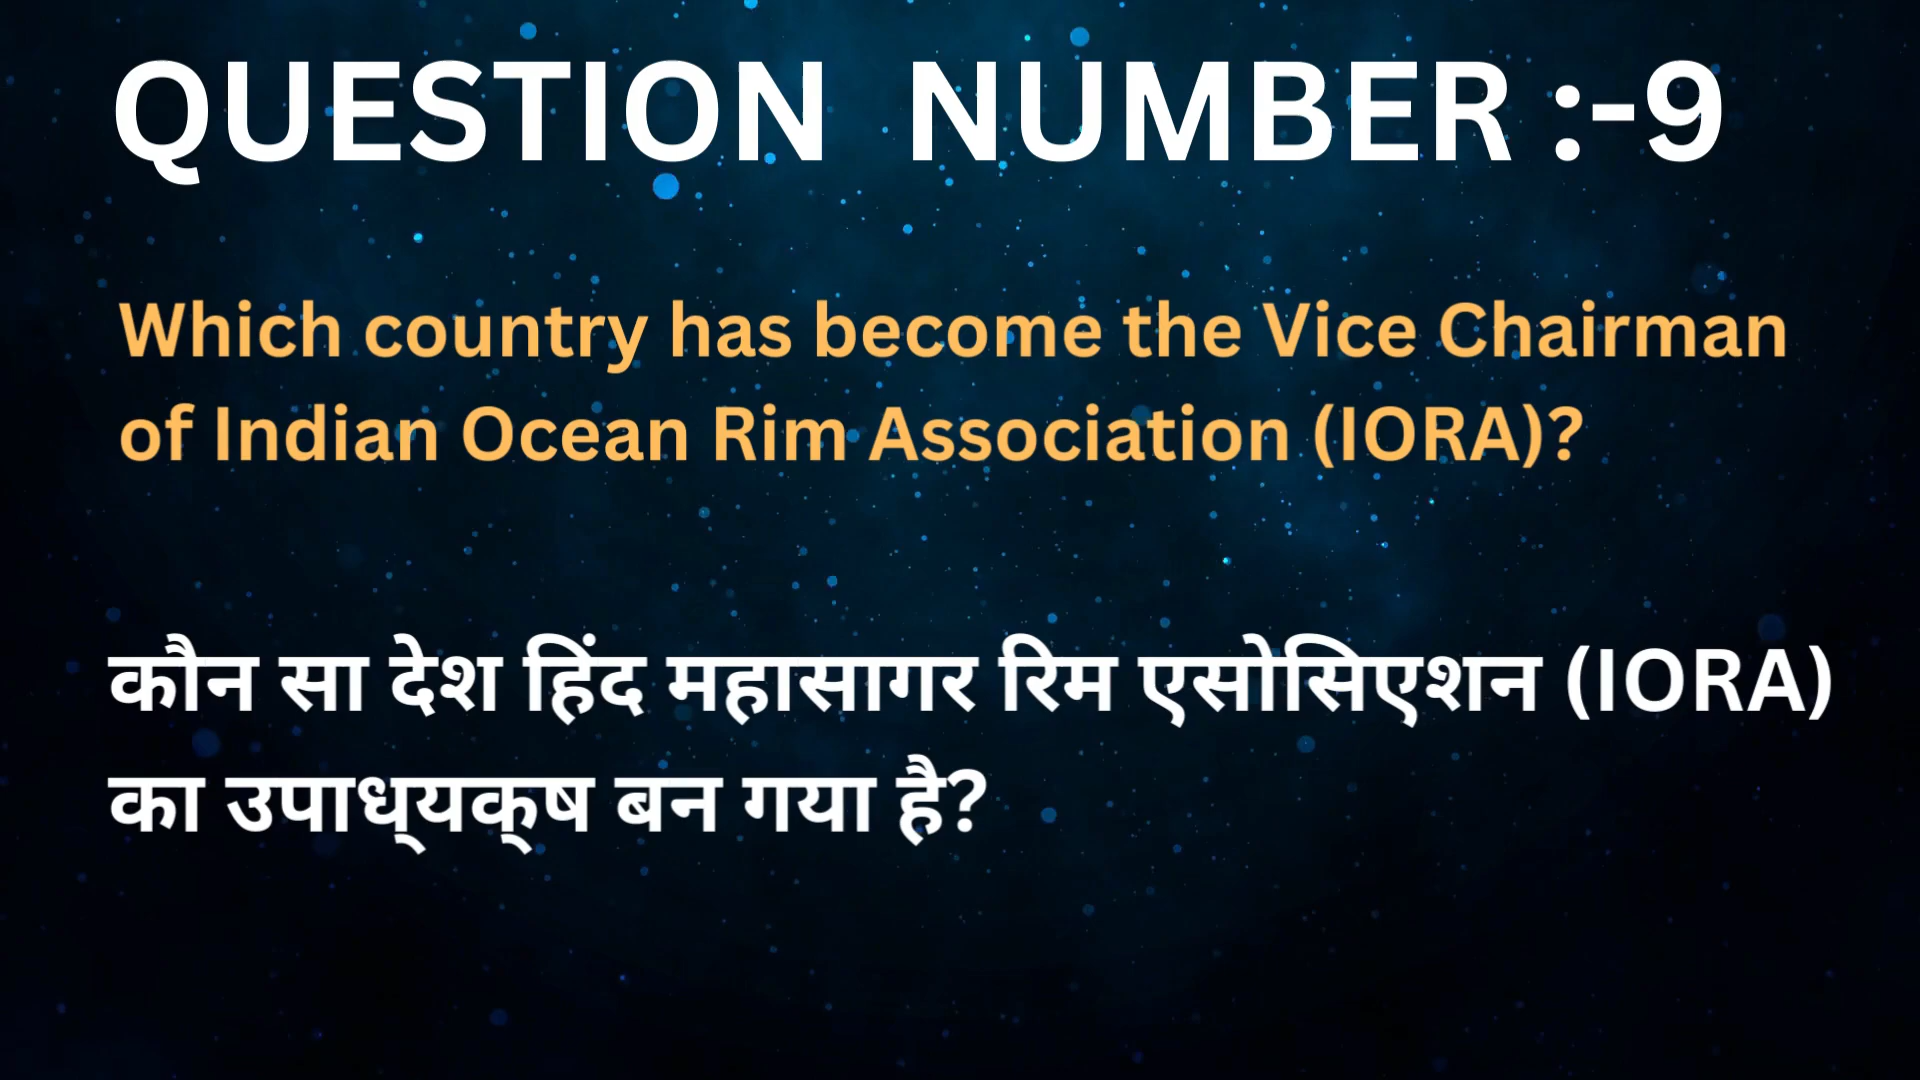 QUESTION NUMBER :-9
Which country has become the Vice Chairman
of Indian Ocean Rim Association (IORA)?
कौन सा देश हिंद महासागर रिम एसोसिएशन (IORA)
का उपाध्‌यक्‌ष बन गया है?